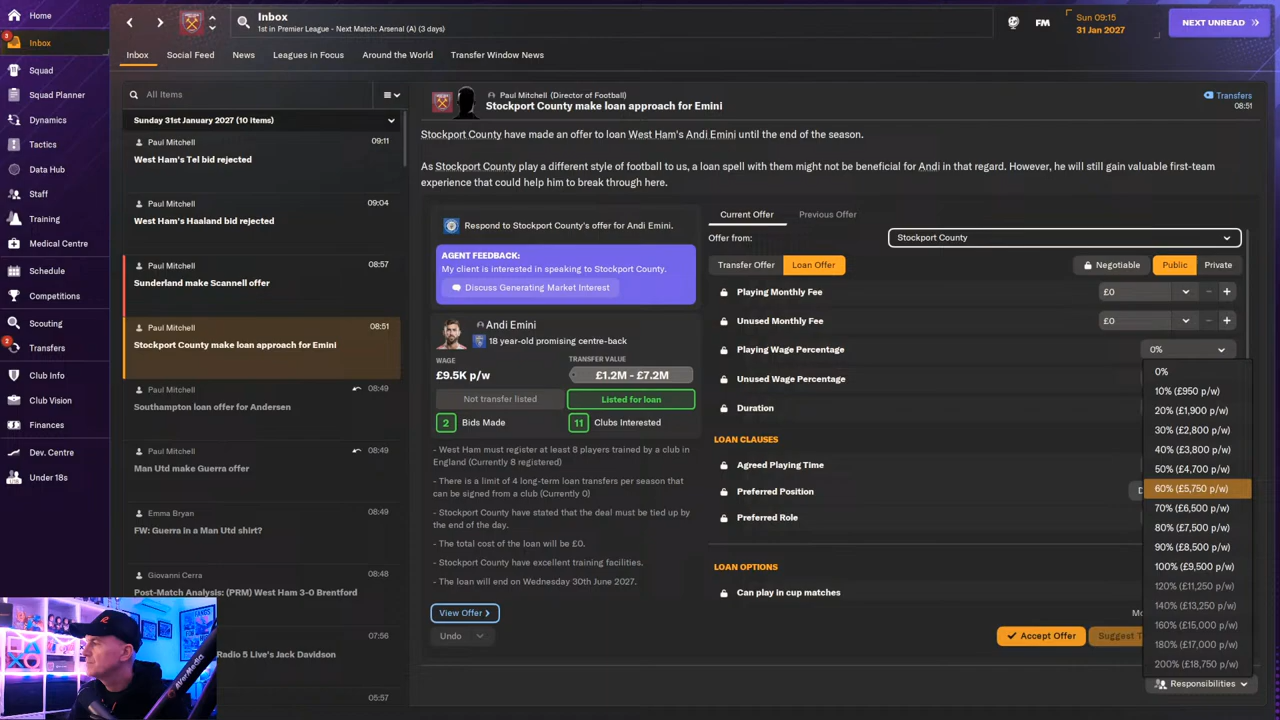 Home
Inbox
3
Squad
Squad Planner
Dynamics
Tactics
Data Hub
Staff
Training
Medical Centre
Schedule
Competitions
Scouting
Transfers
2
Club Info
Club Vision
Finances
Dev. Centre
Under 18s
Inbox
1st in Premier League - Next Match: Arsenal (A) (3 days)
FM
Sun 09:15
31 Jan 2027
NEXT UNREAD
Inbox
Social Feed
News
Leagues in Focus
Around the World
Transfer Window News
All Items
Sunday 31st January 2027 (10 items)
Paul Mitchell
09:11
West Ham's Tel bid rejected
Paul Mitchell
09:04
West Ham's Haaland bid rejected
Paul Mitchell
08:57
Sunderland make Scannell offer
Paul Mitchell
08:51
Stockport County make loan approach for Emini
Paul Mitchell
08:49
Southampton loan offer for Andersen
Paul Mitchell
08:49
Man Utd make Guerra offer
Emma Bryan
08:49
FW: Guerra in a Man Utd shirt?
Giovanni Cerra
08:48
Post-Match Analysis: (PRM) West Ham 3-0 Brentford
07:56
Radio 5 Live's Jack Davidson
05:57
Paul Mitchell (Director of Football)
Stockport County make loan approach for Emini
Transfers
08:51
Stockport County have made an offer to loan West Ham's Andi Emini until the end of the season.
As Stockport County play a different style of football to us, a loan spell with them might not be beneficial for Andi in that regard. However, he will still gain valuable first-team
experience that could help him to break through here.
Respond to Stockport County's offer for Andi Emini.
AGENT FEEDBACK:
My client is interested in speaking to Stockport County.
Discuss Generating Market Interest
Andi Emini
18 year-old promising centre-back
WAGE
£9.5K p/w
TRANSFER VALUE
£1.2M - £7.2M
Not transfer listed
Listed for loan
2 Bids Made
11 Clubs Interested
- West Ham must register at least 8 players trained by a club in
England (Currently 8 registered)
- There is a limit of 4 long-term loan transfers per season that
can be signed from a club (Currently 0)
- Stockport County have stated that the deal must be tied up by
the end of the day.
- The total cost of the loan will be £0.
- Stockport County have excellent training facilities.
- The loan will end on Wednesday 30th June 2027.
View Offer
Undo
Current Offer
Previous Offer
Offer from:
Stockport County
Transfer Offer
Loan Offer
Negotiable
Public
Private
Playing Monthly Fee
£0
Unused Monthly Fee
£0
Playing Wage Percentage
0%
Unused Wage Percentage
Duration
LOAN CLAUSES
Agreed Playing Time
Preferred Position
D
Preferred Role
LOAN OPTIONS
Can play in cup matches
Accept Offer
0%
10% (£950 p/w)
20% (£1,900 p/w)
30% (£2,800 p/w)
40% (£3,800 p/w)
50% (£4,700 p/w)
60% (£5,750 p/w)
70% (£6,500 p/w)
80% (£7,500 p/w)
90% (£8,500 p/w)
100% (£9,500 p/w)
120% (£11,250 p/w)
140% (£13,250 p/w)
160% (£15,000 p/w)
180% (£17,000 p/w)
200% (£18,750 p/w)
Mo
Suggest T
Responsibilities